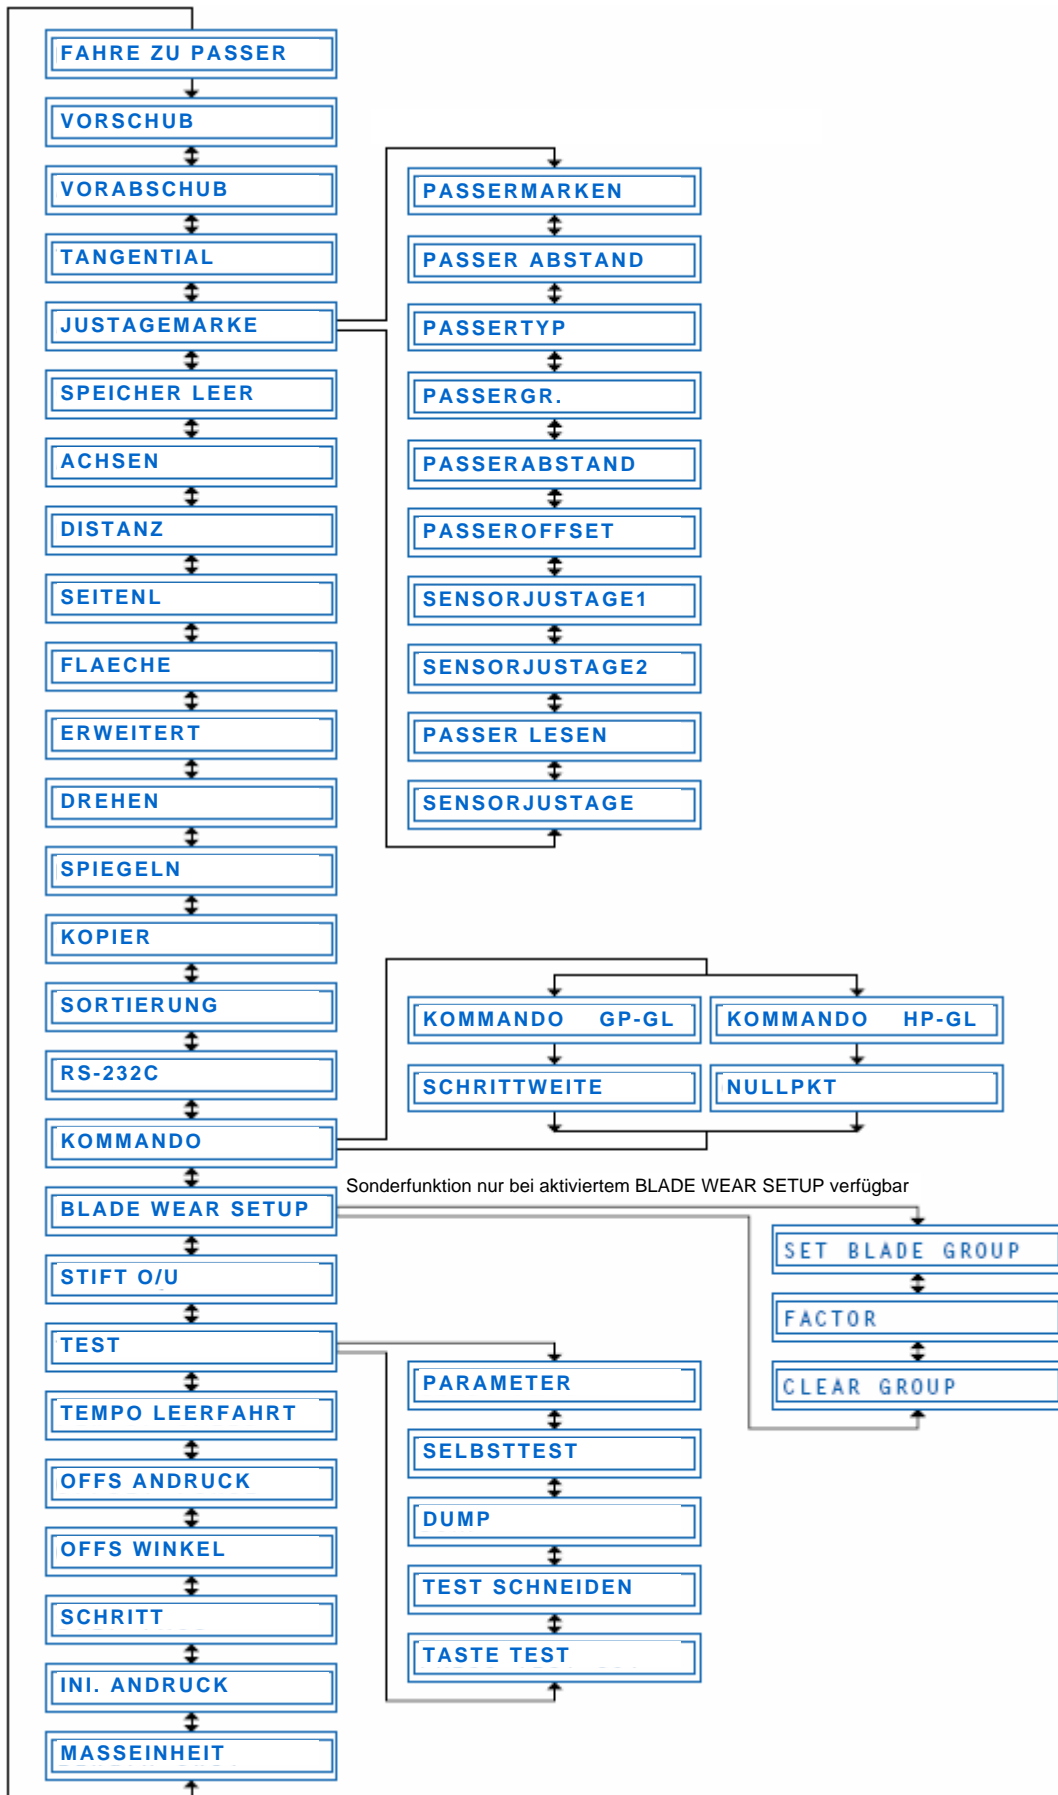 FAHRE ZU PASSER
VORSCHUB
VORABSCHUB
TANGENTIAL
JUSTAGEMARKE
SPEICHER LEER
ACHSEN
DISTANZ
SEITENL
FLAECHE
ERWEITERT
DREHEN
SPIEGELN
KOPIER
SORTIERUNG
RS-232C
KOMMANDO
BLADE WEAR SETUP
STIFT O/U
TEST
TEMPO LEERFAHRT
OFFS ANDRUCK
OFFS WINKEL
SCHRITT
INI. ANDRUCK
MASSEINHEIT
PASSERMARKEN
PASSER ABSTAND
PASSERTYP
PASSERGR.
PASSERABSTAND
PASSEROFFSET
SENSORJUSTAGE1
SENSORJUSTAGE2
PASSER LESEN
SENSORJUSTAGE
KOMMANDO GP-GL
SCHRITTWEITE
KOMMANDO HP-GL
NULLPKT
Sonderfunktion nur bei aktiviertem BLADE WEAR SETUP verfügbar
SET BLADE GROUP
FACTOR
CLEAR GROUP
PARAMETER
SELBSTTEST
DUMP
TEST SCHNEIDEN
TASTE TEST